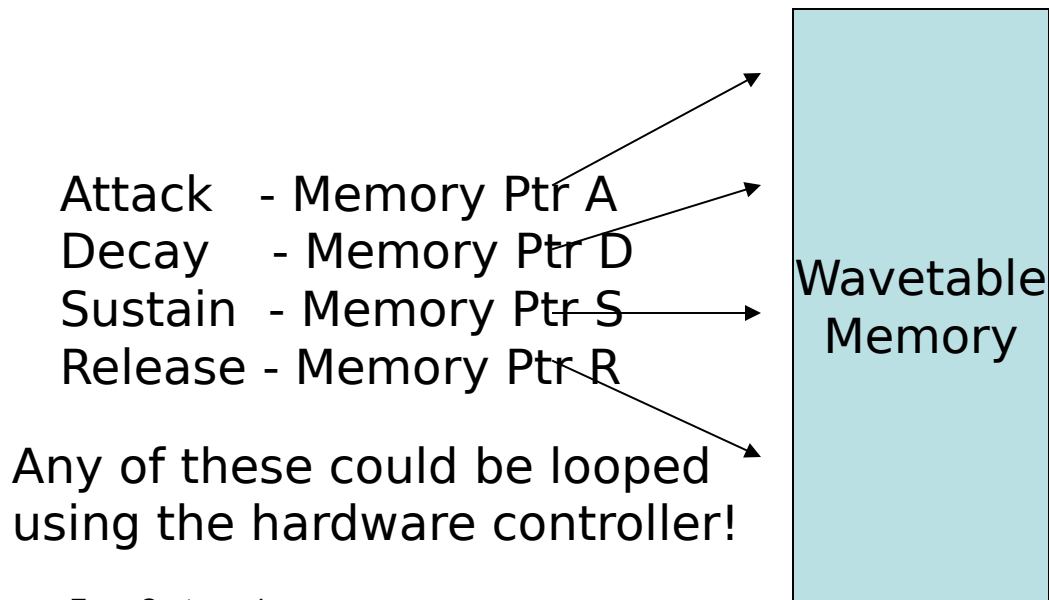 Attack - Memory Ptr A
Decay - Memory Ptr D
Sustain - Memory Ptr S
Release - Memory Ptr R
Any of these could be looped
using the hardware controller!
Wavetable
Memory